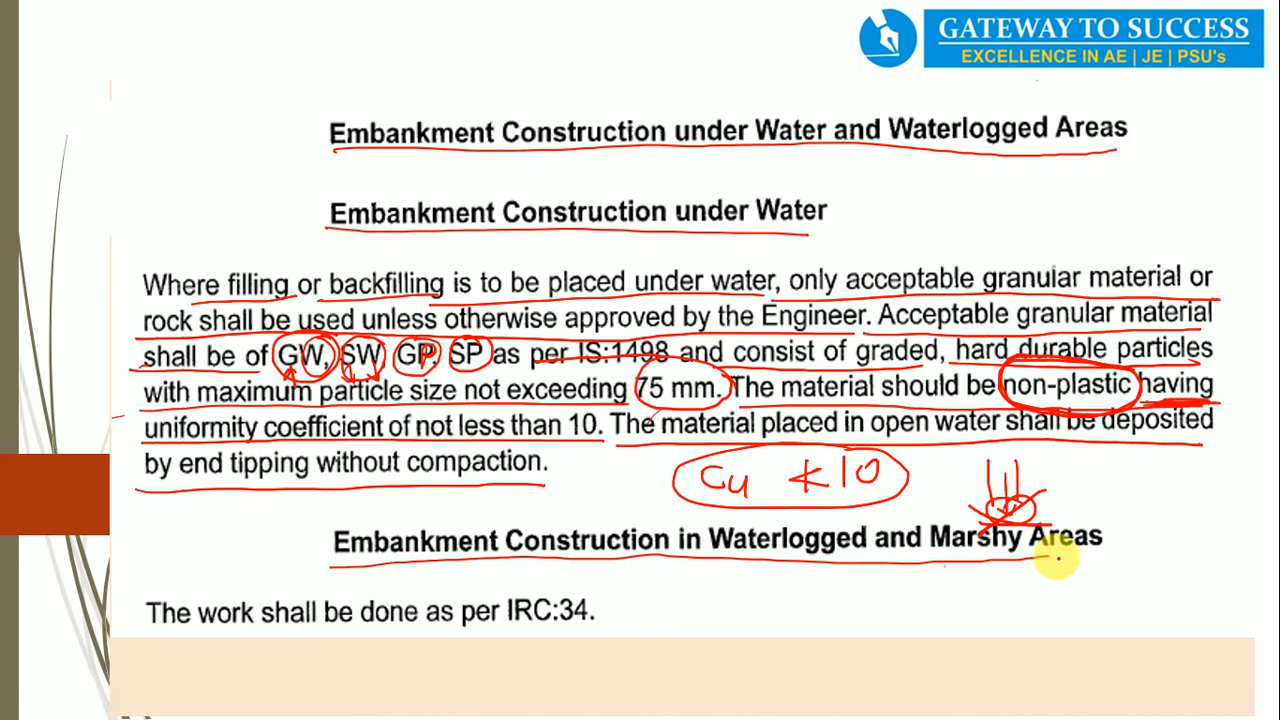 GATEWAY TO SUCCESS
EXCELLENCE IN AE | JE | PSU's
Embankment Construction under Water and Waterlogged Areas
Embankment Construction under Water
Where filling or backfilling is to be placed under water, only acceptable granular material or
rock shall be used unless otherwise approved by the Engineer. Acceptable granular material
shall be of GW, SW GP SP as per IS:1498 and consist of graded, hard durable particles
with maximum particle size not exceeding 75 mm. The material should be non-plastic having
uniformity coefficient of not less than 10. The material placed in open water shall be deposited
by end tipping without compaction.
Cu ≮ 10
Embankment Construction in Waterlogged and Marshy Areas
The work shall be done as per IRC:34.